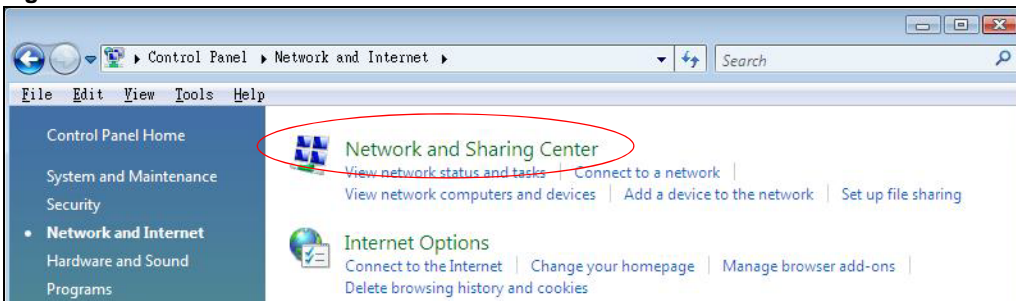 Control Panel ▸ Network and Internet ▸
Search
File Edit View Tools Help
Control Panel Home
System and Maintenance
Security
• Network and Internet
Hardware and Sound
Programs
Network and Sharing Center
View network status and tasks | Connect to a network |
View network computers and devices | Add a device to the network | Set up file sharing
Internet Options
Connect to the Internet | Change your homepage | Manage browser add-ons |
Delete browsing history and cookies